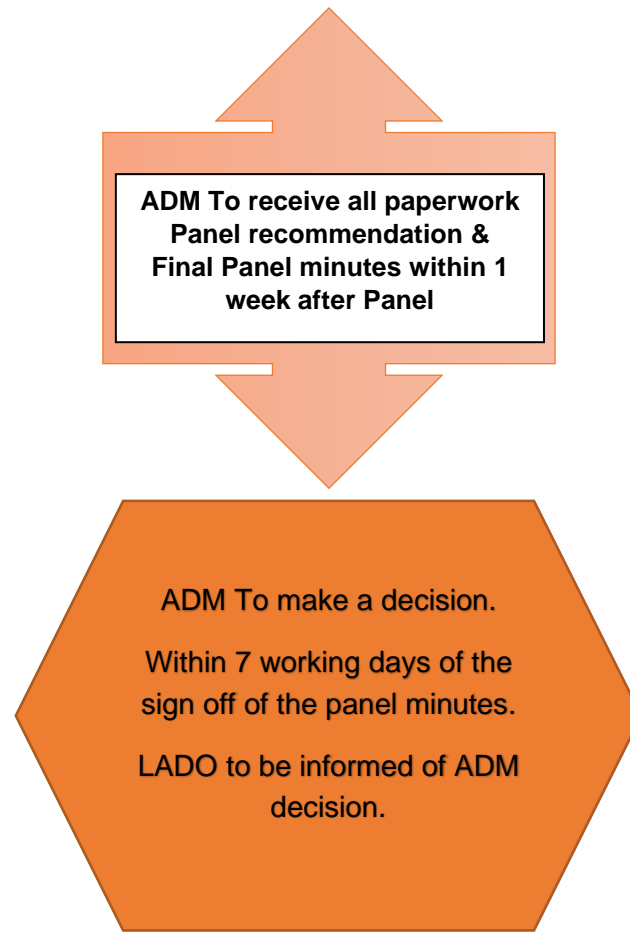 ADM To receive all paperwork
Panel recommendation &
Final Panel minutes within 1
week after Panel
ADM To make a decision.
Within 7 working days of the
sign off of the panel minutes.
LADO to be informed of ADM
decision.